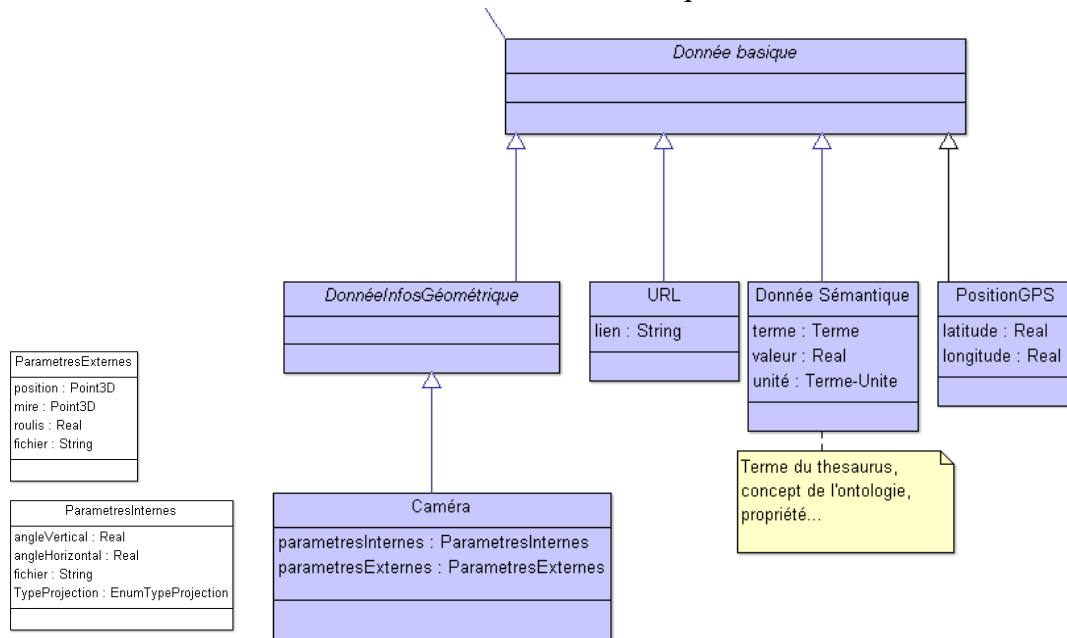 Donnée basique
DonnéeInfosGéométrique
URL
lien : String
Donnée Sémantique
terme : Terme
valeur : Real
unité : Terme-Unite
PositionGPS
latitude : Real
longitude : Real
ParametresExternes
position : Point3D
mire : Point3D
roulis : Real
fichier : String
Terme du thesaurus,
concept de l'ontologie,
propriété...
ParametresInternes
angleVertical : Real
angleHorizontal : Real
fichier : String
TypeProjection : EnumTypeProjection
Caméra
parametresInternes : ParametresInternes
parametresExternes : ParametresExternes